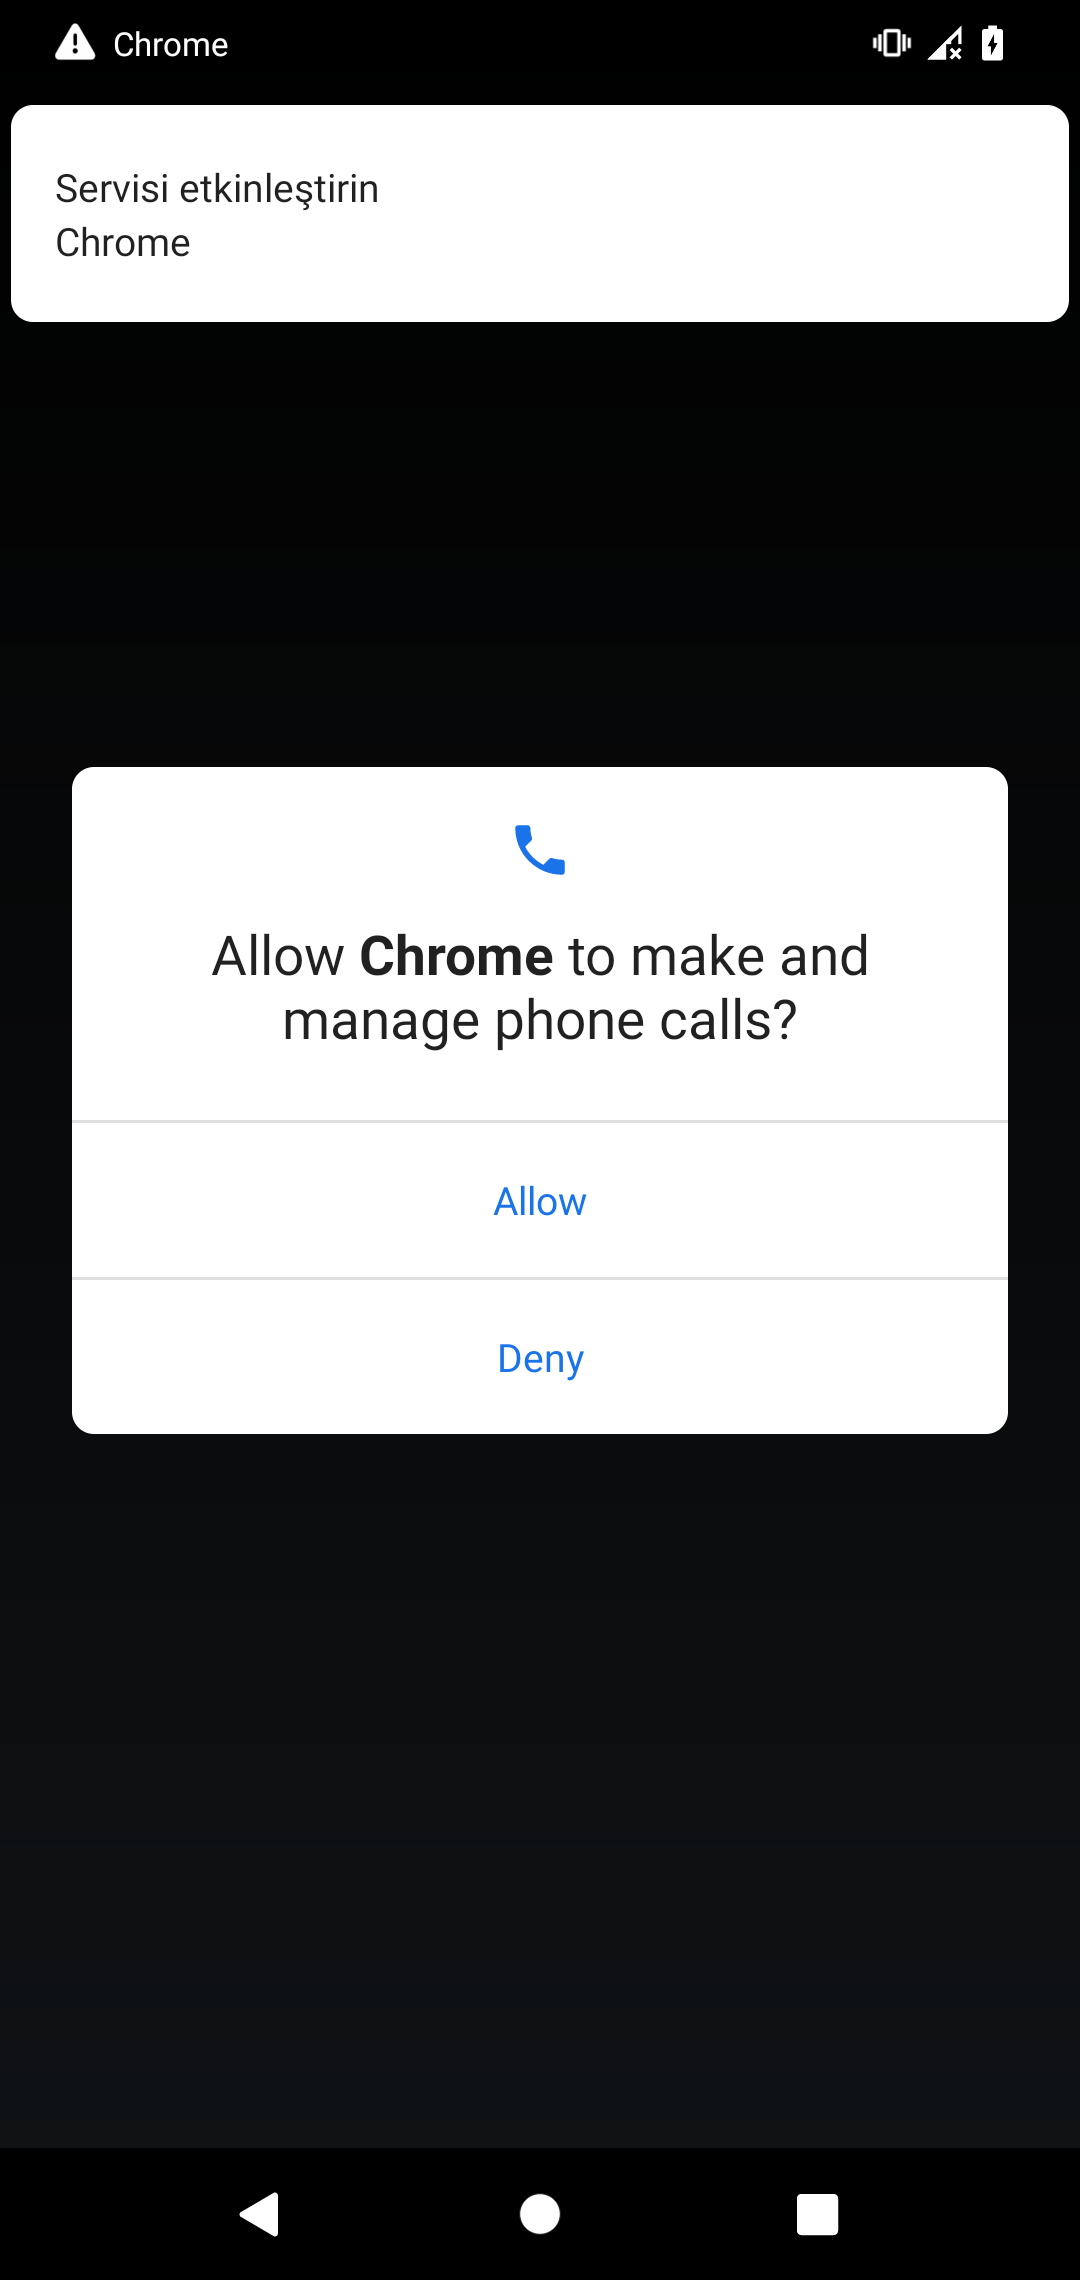 Chrome
Servisi etkinleştirin
Chrome
Allow Chrome to make and
manage phone calls?
Allow
Deny